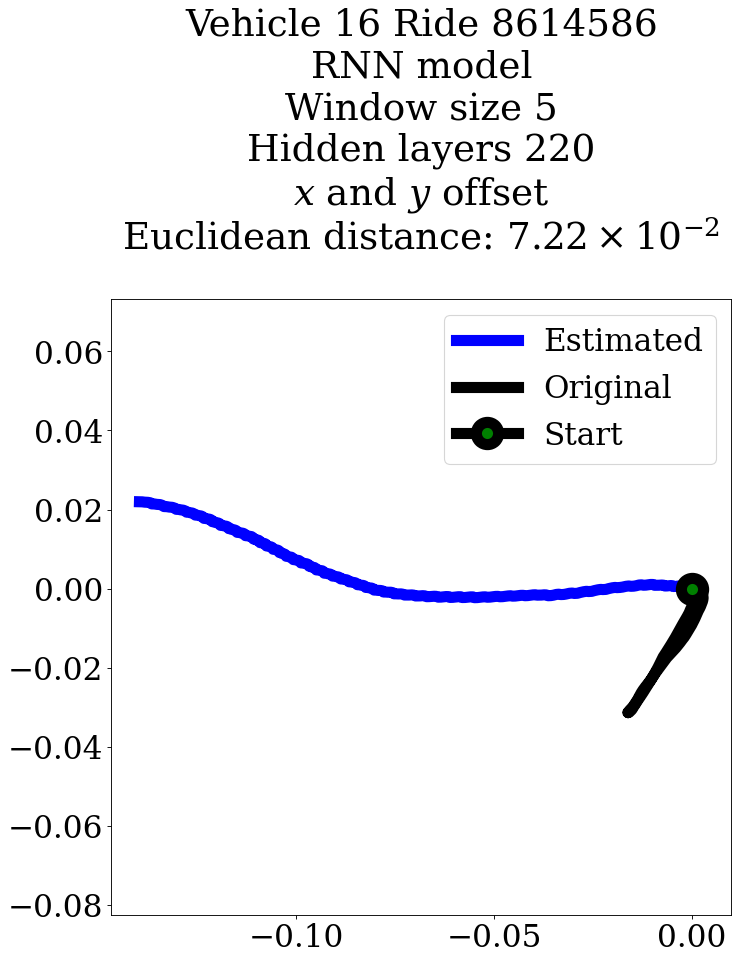 Vehicle 16 Ride 8614586
RNN model
Window size 5
Hidden layers 220
x and y offset
Euclidean distance: 7.22 × 10⁻²
Estimated
Original
Start
0.06
0.04
0.02
0.00
−0.02
−0.04
−0.06
−0.08
−0.10 −0.05 0.00